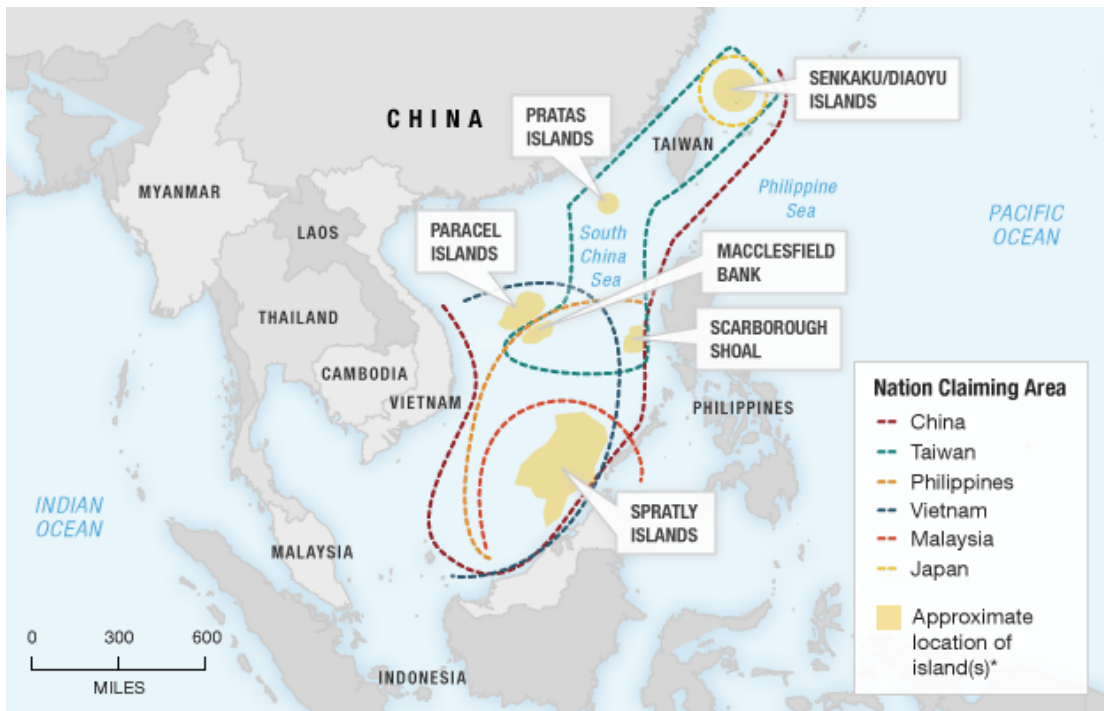 CHINA
SENKAKU/DIAOYU
ISLANDS
PRATAS
ISLANDS
TAIWAN
MYANMAR
Philippine
Sea
PACIFIC
OCEAN
LAOS
PARACEL
ISLANDS
South
China
Sea
MACCLESFIELD
BANK
THAILAND
SCARBOROUGH
SHOAL
CAMBODIA
VIETNAM
PHILIPPINES
INDIAN
OCEAN
SPRATLY
ISLANDS
MALAYSIA
INDONESIA
0 300 600
MILES
Nation Claiming Area
China
Taiwan
Philippines
Vietnam
Malaysia
Japan
Approximate
location of
island(s)*